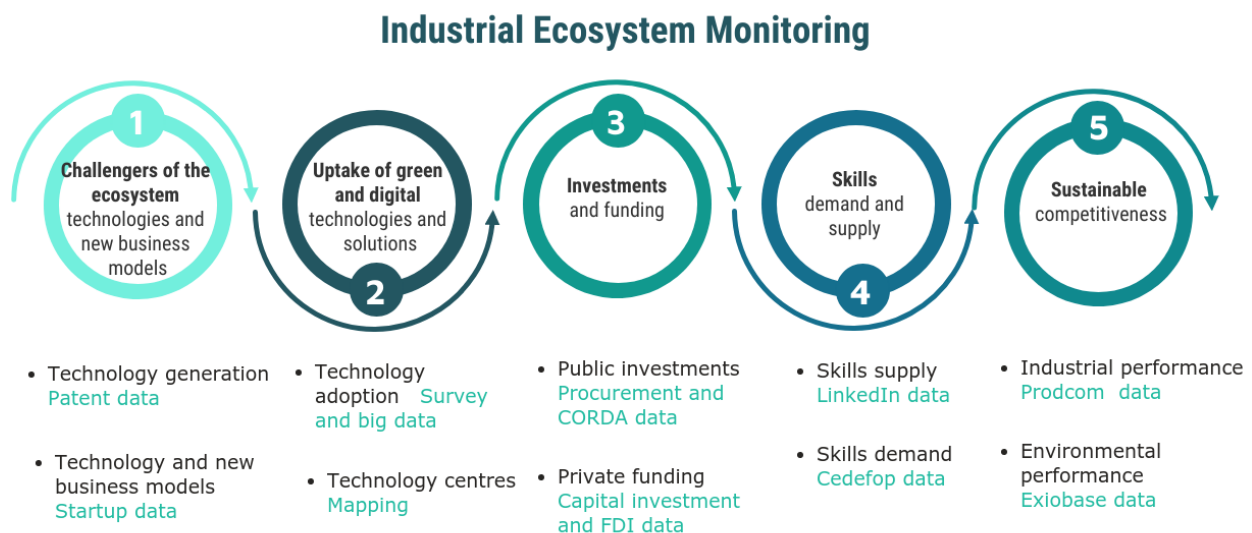 Industrial Ecosystem Monitoring
1
Challengers of the
ecosystem
technologies and
new business
models
2
Uptake of green
and digital
technologies and
solutions
3
Investments
and funding
4
Skills
demand and
supply
5
Sustainable
competitiveness
• Technology generation
Patent data
• Technology and new
business models
Startup data
• Technology
adoption Survey
and big data
• Technology centres
Mapping
• Public investments
Procurement and
CORDA data
• Private funding
Capital investment
and FDI data
• Skills supply
LinkedIn data
• Skills demand
Cedefop data
• Industrial performance
Prodcom data
• Environmental
performance
Exiobase data